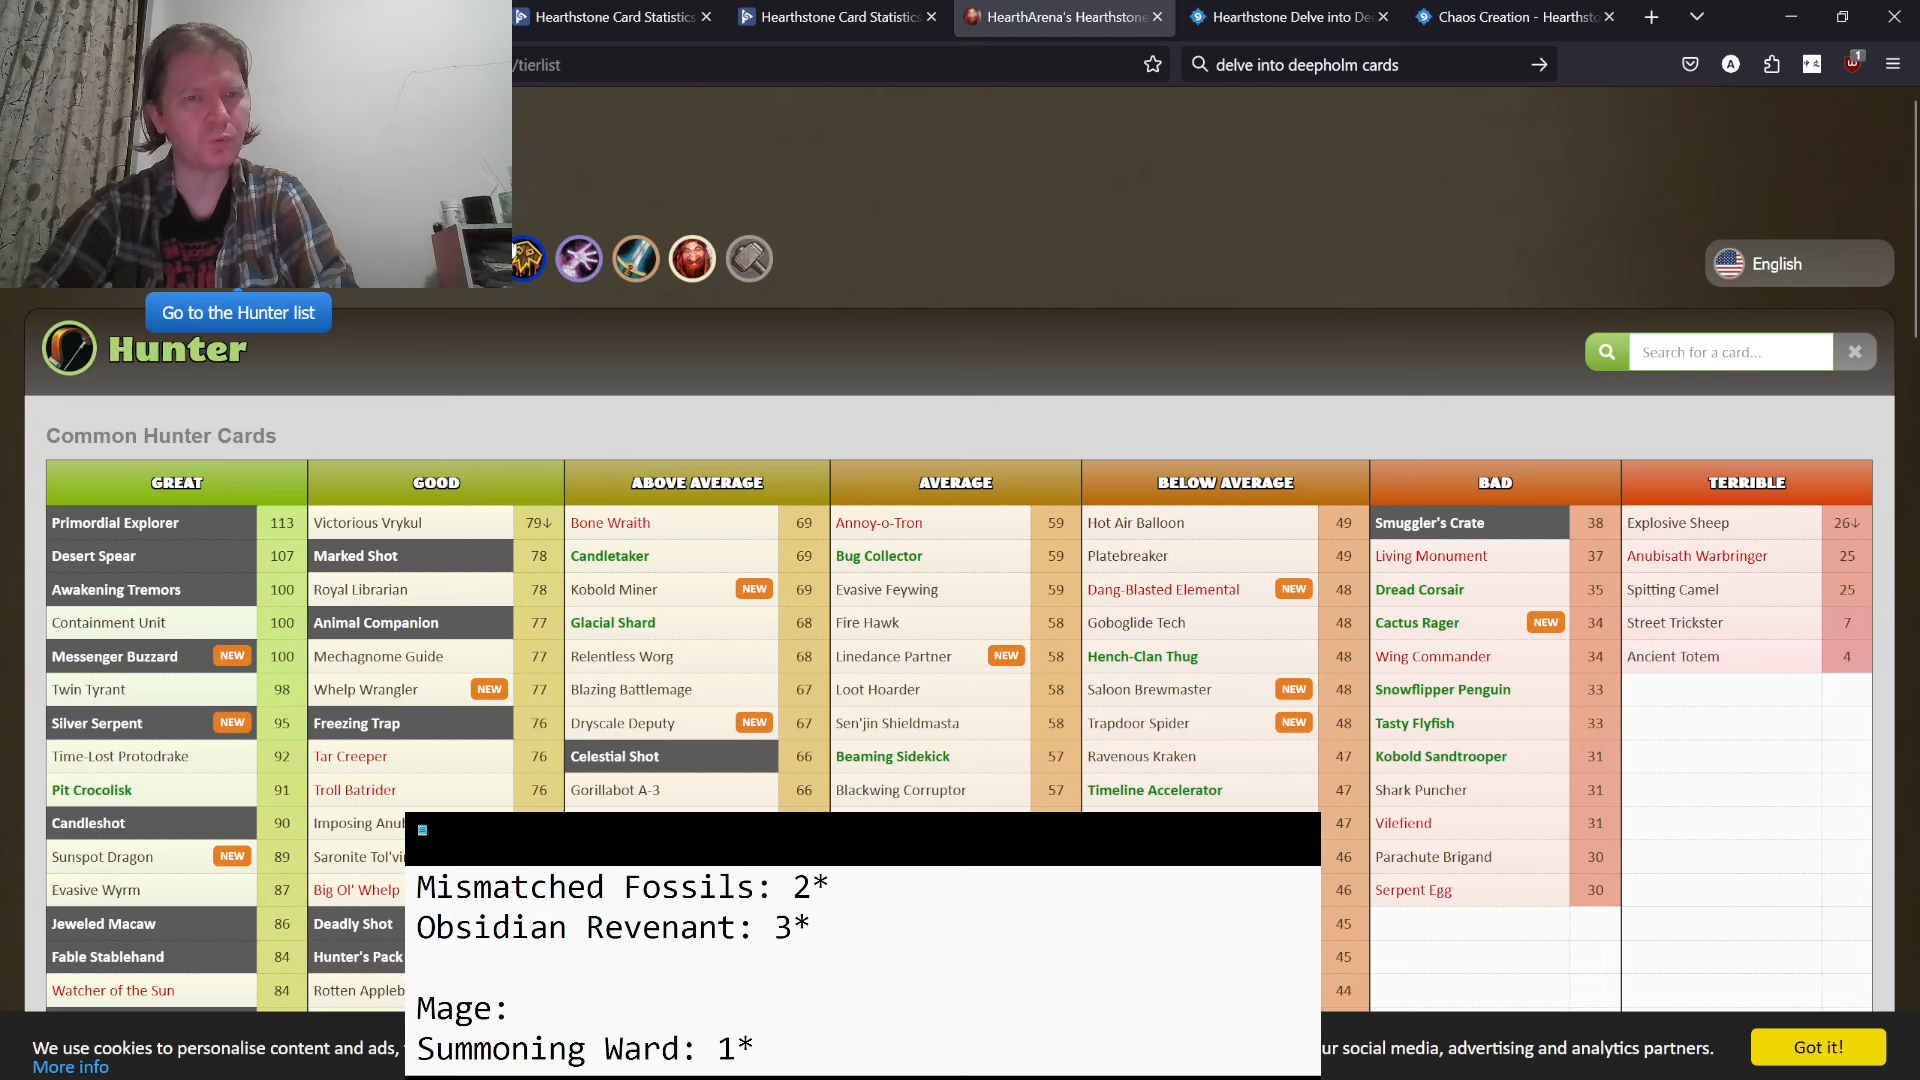 Hearthstone Card Statistics
Hearthstone Card Statistics
HearthArena's Hearthstone
Hearthstone Delve into De
Chaos Creation - Hearthsto
/tierlist
delve into deepholm cards
1
English
Go to the Hunter list
Hunter
Search for a card...
Common Hunter Cards
GREAT GOOD ABOVE AVERAGE AVERAGE BELOW AVERAGE BAD TERRIBLE
Primordial Explorer 113 Victorious Vrykul 79↓ Bone Wraith 69 Annoy-o-Tron 59 Hot Air Balloon 49 Smuggler's Crate 38 Explosive Sheep 26↓
Desert Spear 107 Marked Shot 78 Candletaker 69 Bug Collector 59 Platebreaker 49 Living Monument 37 Anubisath Warbringer 25
Awakening Tremors 100 Royal Librarian 78 Kobold Miner NEW 69 Evasive Feywing 59 Dang-Blasted Elemental NEW 48 Dread Corsair 35 Spitting Camel 25
Containment Unit 100 Animal Companion 77 Glacial Shard 68 Fire Hawk 58 Goboglide Tech 48 Cactus Rager NEW 34 Street Trickster 7
Messenger Buzzard NEW 100 Mechagnome Guide 77 Relentless Worg 68 Linedance Partner NEW 58 Hench-Clan Thug 48 Wing Commander 34 Ancient Totem 4
Twin Tyrant 98 Whelp Wrangler NEW 77 Blazing Battlemage 67 Loot Hoarder 58 Saloon Brewmaster NEW 48 Snowflipper Penguin 33
Silver Serpent NEW 95 Freezing Trap 76 Dryscale Deputy NEW 67 Sen'jin Shieldmasta 58 Trapdoor Spider NEW 48 Tasty Flyfish 33
Time-Lost Protodrake 92 Tar Creeper 76 Celestial Shot 66 Beaming Sidekick 57 Ravenous Kraken 47 Kobold Sandtrooper 31
Pit Crocolisk 91 Troll Batrider 76 Gorillabot A-3 66 Blackwing Corruptor 57 Timeline Accelerator 47 Shark Puncher 31
Candleshot 90 Imposing Anu 47 Vilefiend 31
Sunspot Dragon NEW 89 Saronite Tol'vi 46 Parachute Brigand 30
Evasive Wyrm 87 Big Ol' Whelp 46 Serpent Egg 30
Jeweled Macaw 86 Deadly Shot 45
Fable Stablehand 84 Hunter's Pack 45
Watcher of the Sun 84 Rotten Appleb 44
Mismatched Fossils: 2*
Obsidian Revenant: 3*
Mage:
Summoning Ward: 1*
We use cookies to personalise content and ads, ur social media, advertising and analytics partners.
More info
Got it!